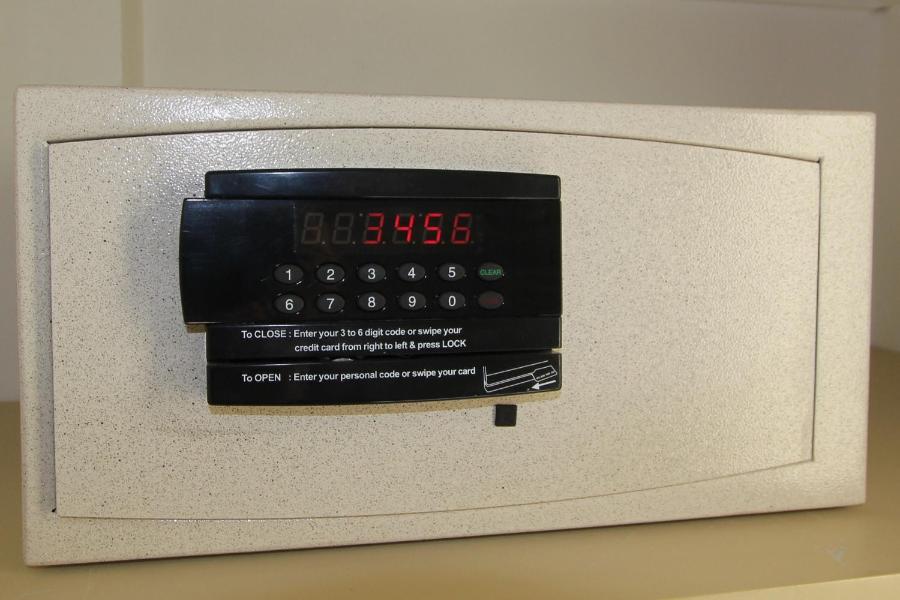 3456
1 2 3 4 5 CLEAR
6 7 8 9 0
To CLOSE : Enter your 3 to 6 digit code or swipe your
credit card from right to left & press LOCK
To OPEN : Enter your personal code or swipe your card